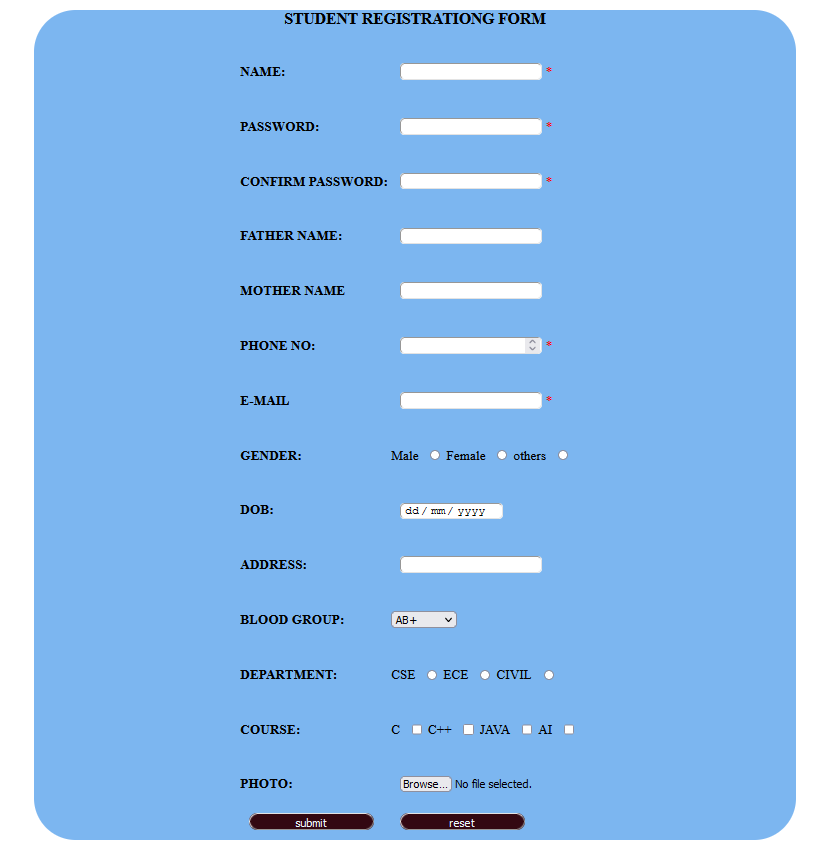 STUDENT REGISTRATIONG FORM
NAME: *
PASSWORD: *
CONFIRM PASSWORD: *
FATHER NAME:
MOTHER NAME
PHONE NO: *
E-MAIL *
GENDER: Male Female others
DOB: dd / mm / yyyy
ADDRESS:
BLOOD GROUP: AB+
DEPARTMENT: CSE ECE CIVIL
COURSE: C C++ JAVA AI
PHOTO: Browse... No file selected.
submit reset